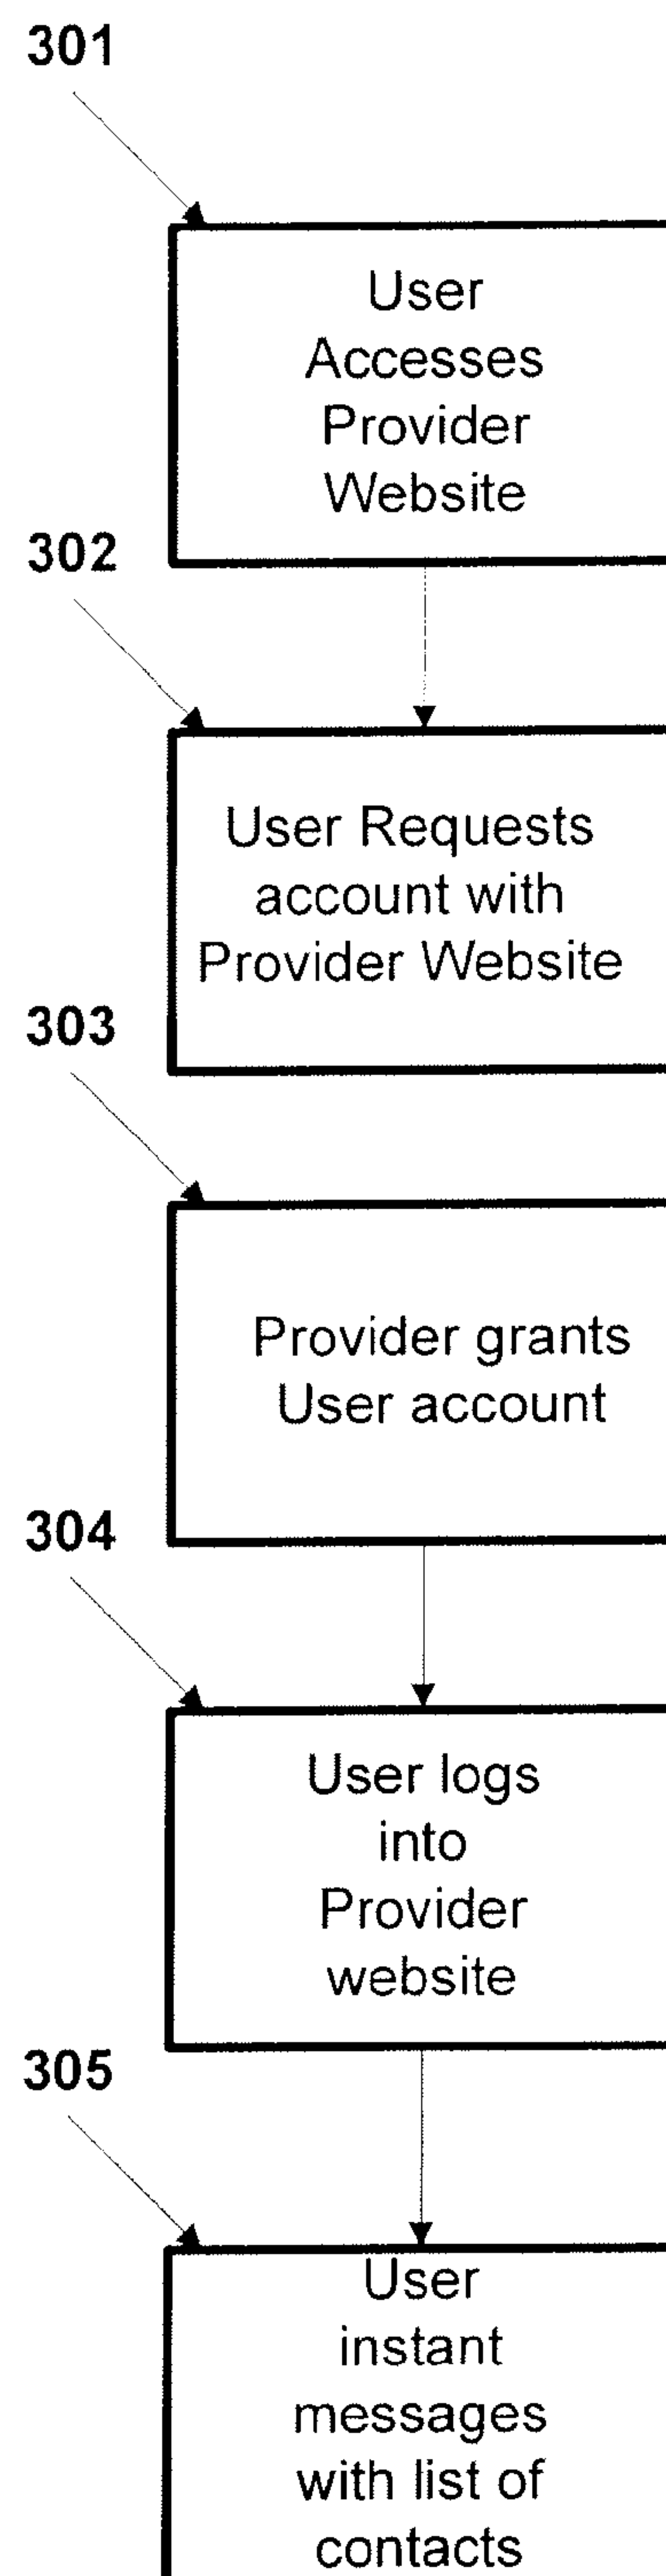 301
User
Accesses
Provider
Website
302
User Requests
account with
Provider Website
303
Provider grants
User account
304
User logs
into
Provider
website
305
User
instant
messages
with list of
contacts